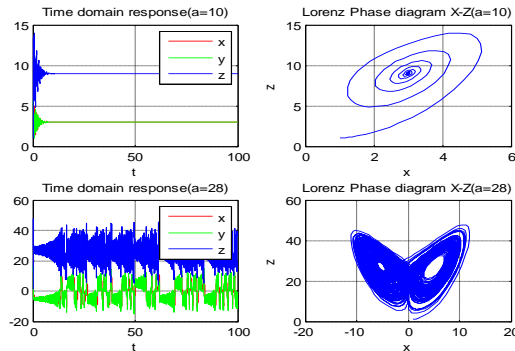 Time domain response(a=10)
15
10
5
0
0
50
100
t
x
y
z
Lorenz Phase diagram X-Z(a=10)
15
10
5
0
0
2
4
6
x
z
Time domain response(a=28)
60
40
20
0
-20
0
50
100
t
x
y
z
Lorenz Phase diagram X-Z(a=28)
60
40
20
0
-20
-10
0
10
20
x
z